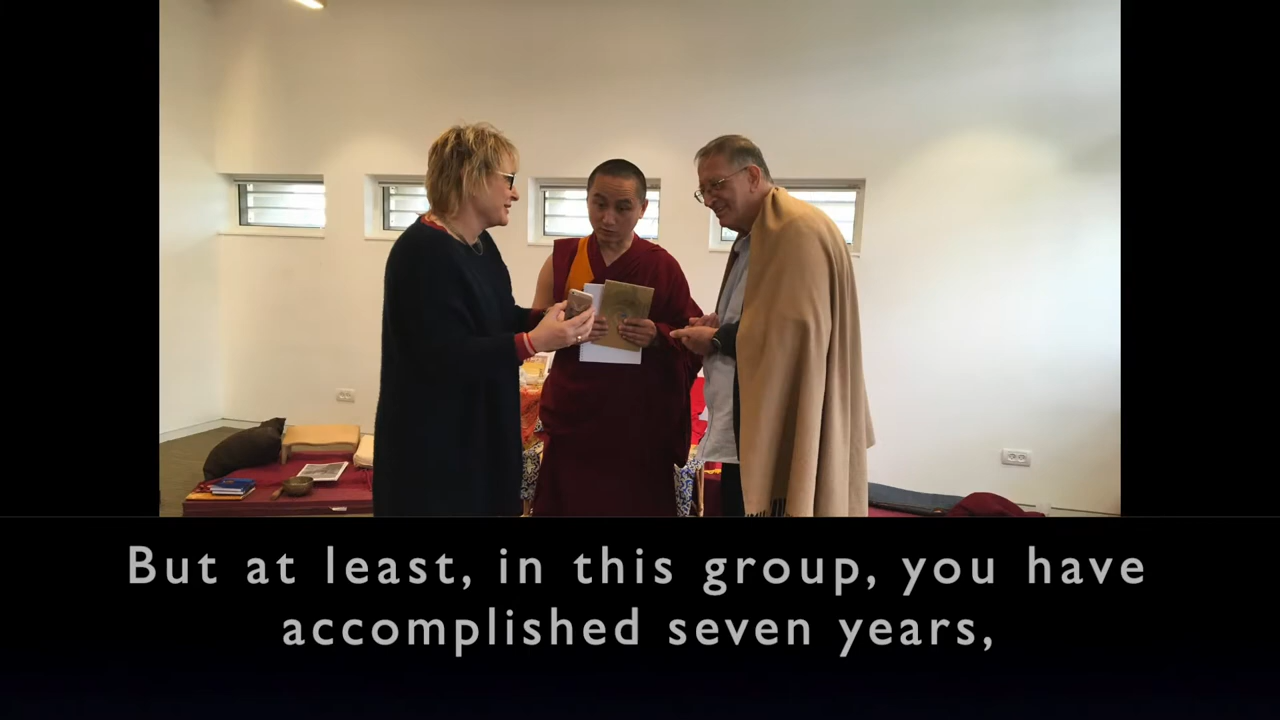 But at least, in this group, you have
accomplished seven years,